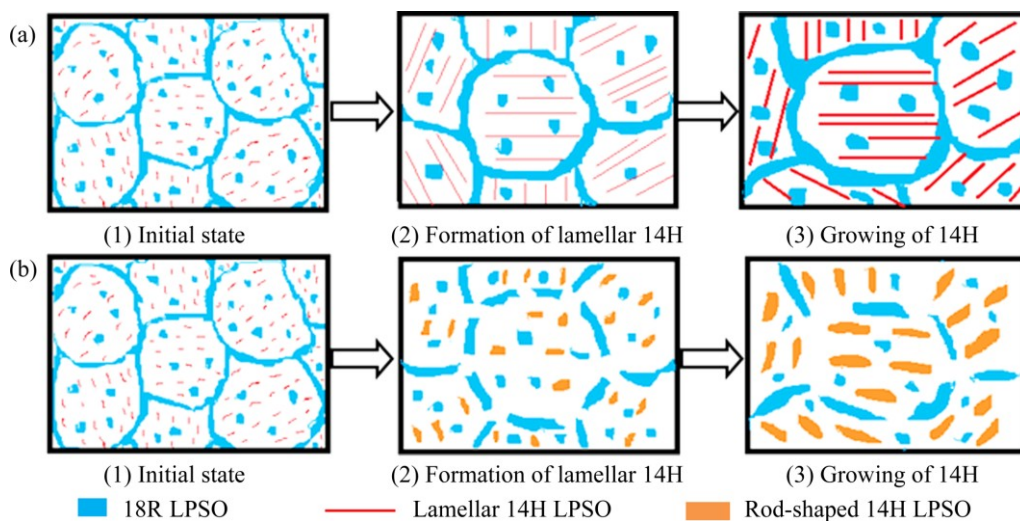 (a)
(1) Initial state (2) Formation of lamellar 14H (3) Growing of 14H
(b)
(1) Initial state (2) Formation of lamellar 14H (3) Growing of 14H
18R LPSO Lamellar 14H LPSO Rod-shaped 14H LPSO